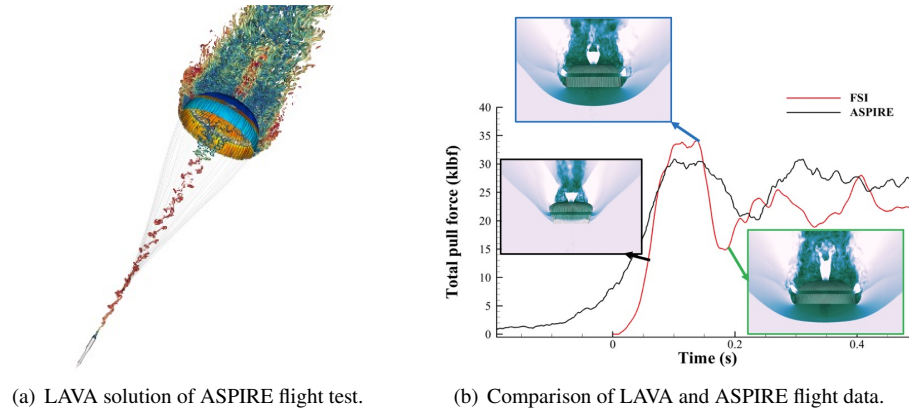 FSI
ASPIRE
Total pull force (klbf)
40
35
30
25
20
15
10
5
0
0
0.2
0.4
Time (s)
(a) LAVA solution of ASPIRE flight test.
(b) Comparison of LAVA and ASPIRE flight data.